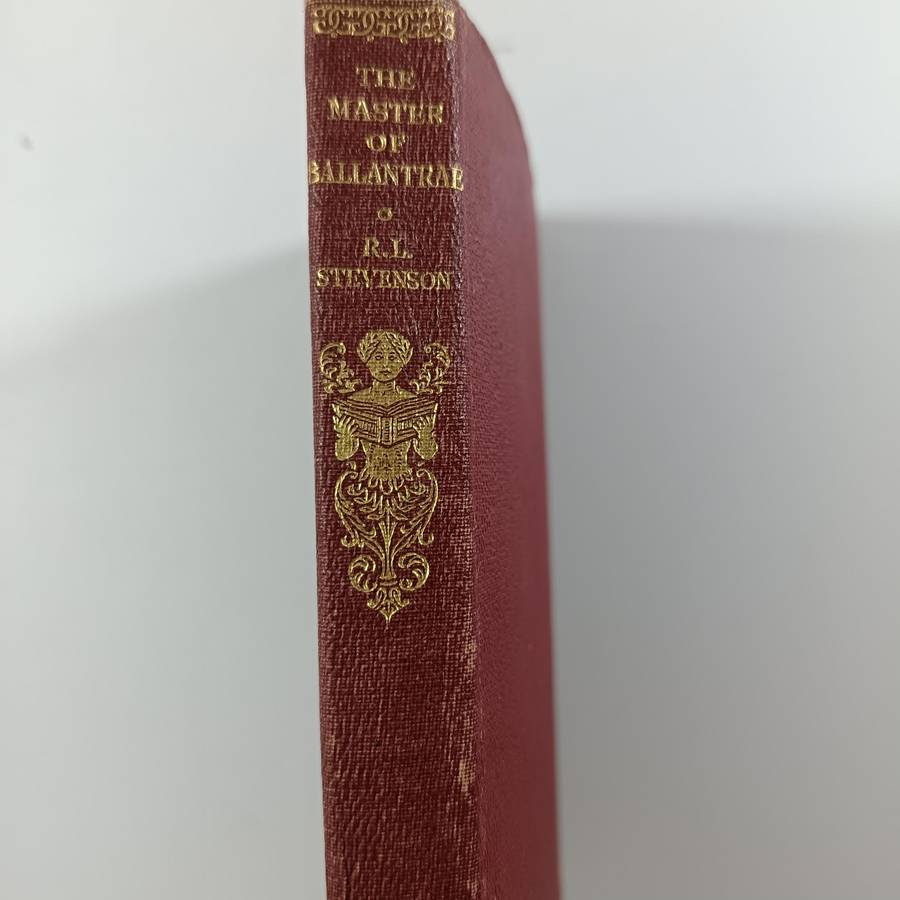 THE
MASTER
OF
BALLANTRAE
R.L.
STEVENSON